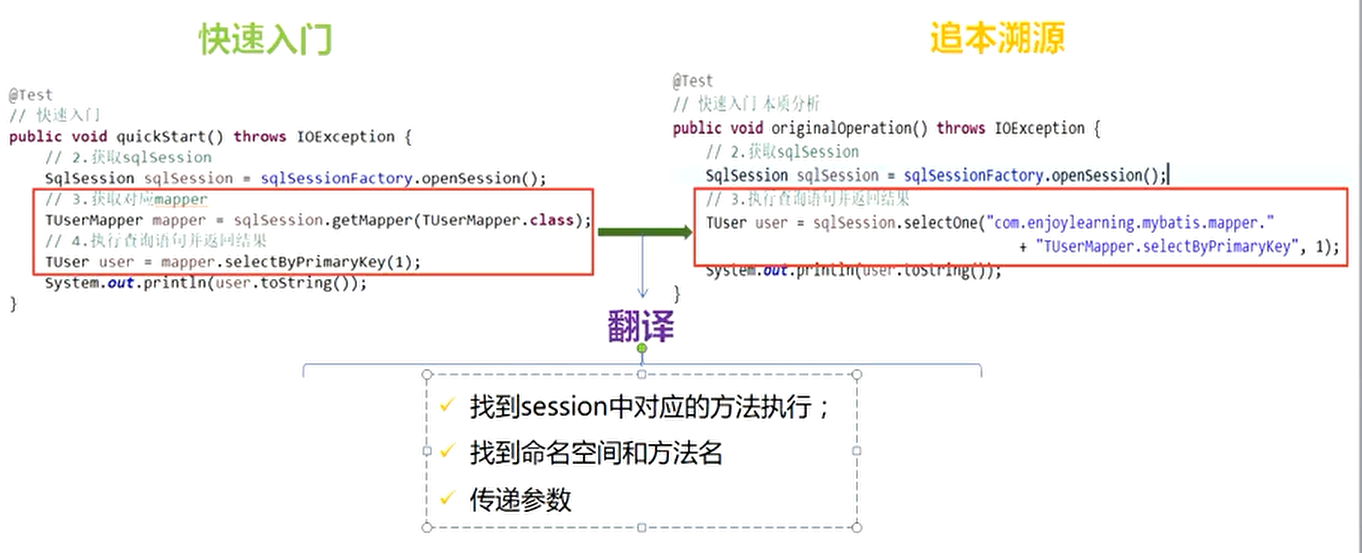 快速入门
@Test
// 快速入门
public void quickStart() throws IOException {
// 2.获取sqlSession
SqlSession sqlSession = sqlSessionFactory.openSession();
// 3.获取对应mapper
TUserMapper mapper = sqlSession.getMapper(TUserMapper.class);
// 4.执行查询语句并返回结果
TUser user = mapper.selectByPrimaryKey(1);
System.out.println(user.toString());
}
追本溯源
@Test
// 快速入门 本质分析
public void originalOperation() throws IOException {
// 2.获取sqlSession
SqlSession sqlSession = sqlSessionFactory.openSession();
// 3.执行查询语句并返回结果
TUser user = sqlSession.selectOne("com.enjoylearning.mybatis.mapper."
+ "TUserMapper.selectByPrimaryKey", 1);
System.out.println(user.toString());
}
翻译
✓ 找到session中对应的方法执行；
✓ 找到命名空间和方法名
✓ 传递参数